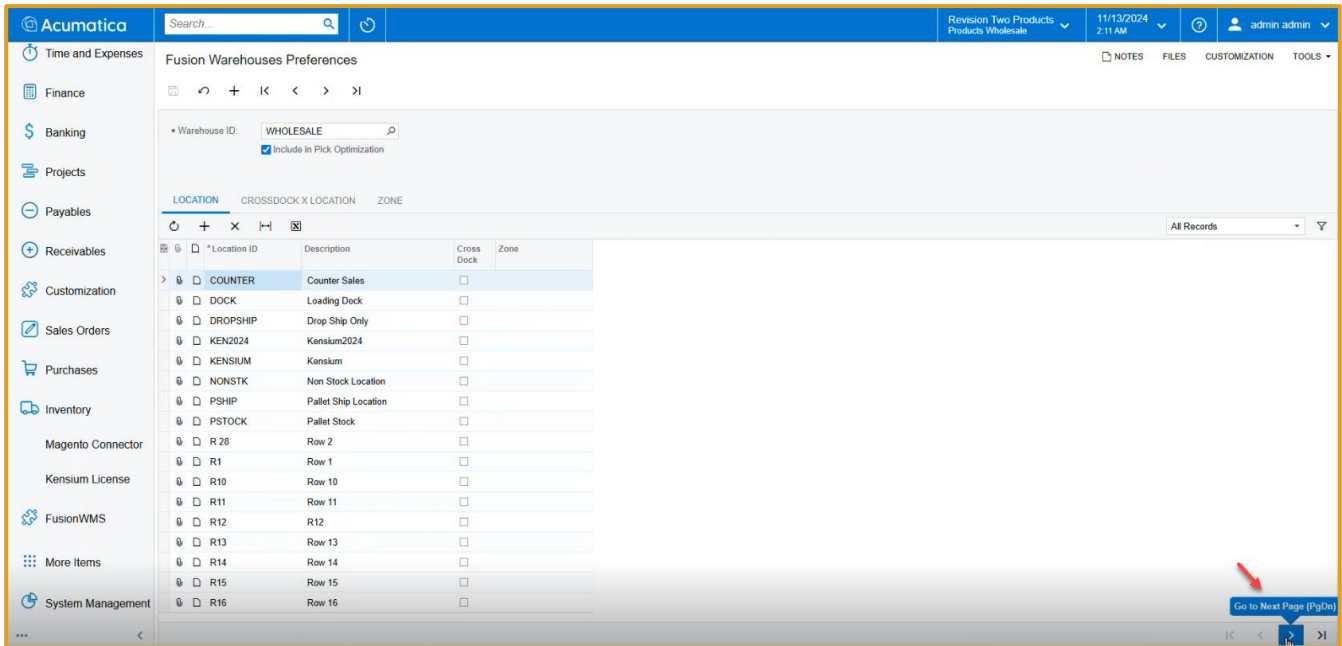 Acumatica
Search...
Revision Two Products
Products Wholesale
11/13/2024
2:11 AM
admin admin
Time and Expenses
Finance
Banking
Projects
Payables
Receivables
Customization
Sales Orders
Purchases
Inventory
Magento Connector
Kensium License
FusionWMS
More Items
System Management
Fusion Warehouses Preferences
NOTES FILES CUSTOMIZATION TOOLS
* Warehouse ID: WHOLESALE
Include in Pick Optimization
LOCATION CROSSDOCK X LOCATION ZONE
All Records
*Location ID Description Cross Dock Zone
COUNTER Counter Sales
DOCK Loading Dock
DROPSHIP Drop Ship Only
KEN2024 Kensium2024
KENSIUM Kensium
NONSTK Non Stock Location
PSHIP Pallet Ship Location
PSTOCK Pallet Stock
R 28 Row 2
R1 Row 1
R10 Row 10
R11 Row 11
R12 R12
R13 Row 13
R14 Row 14
R15 Row 15
R16 Row 16
Go to Next Page (PgDn)